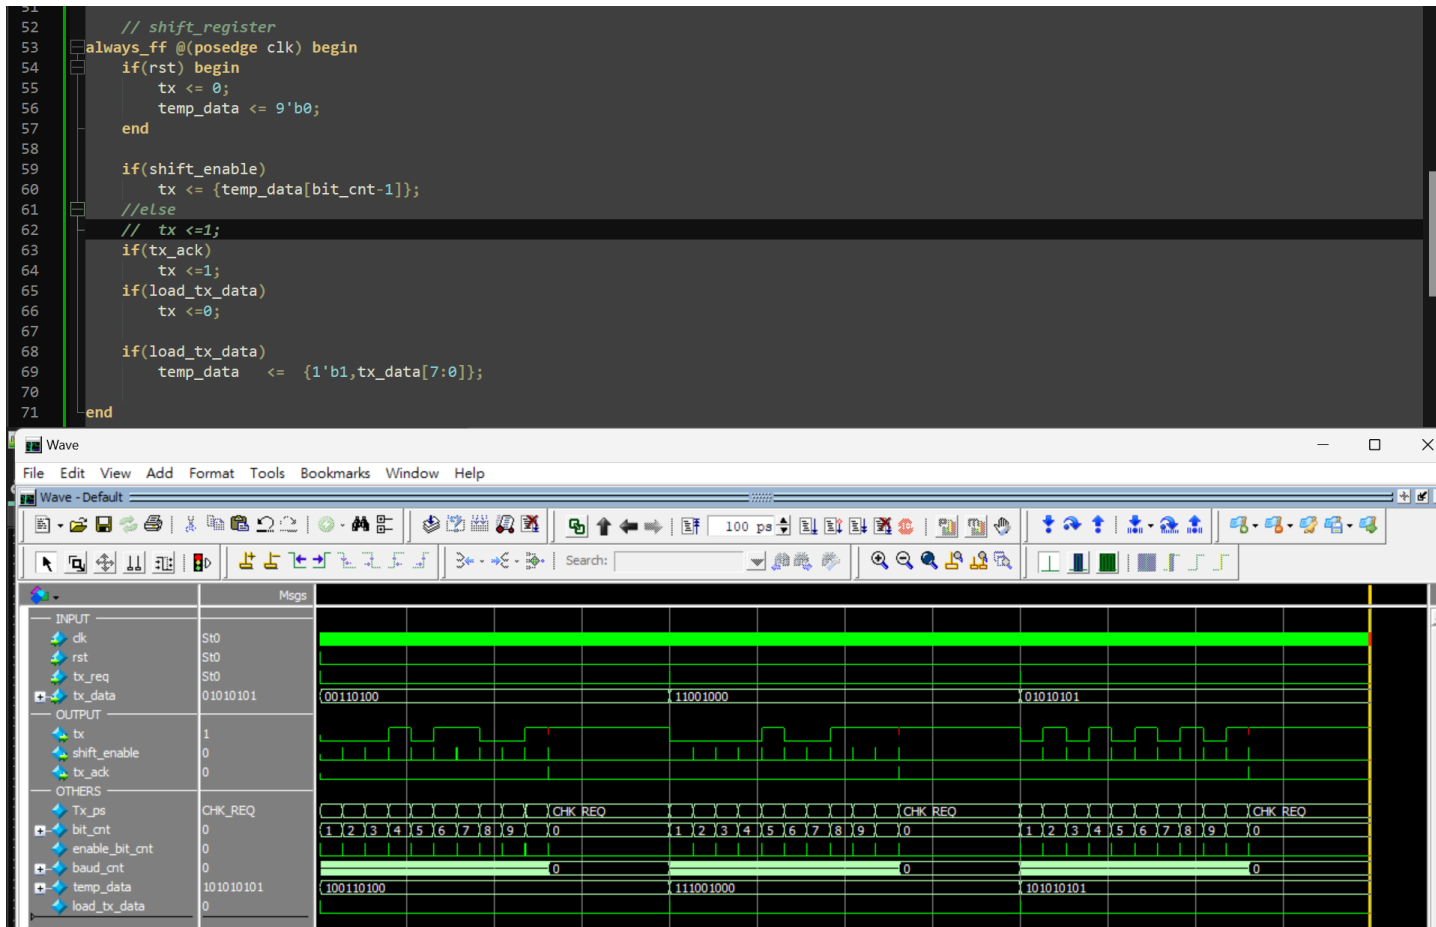 51
52 // shift_register
53 always_ff @(posedge clk) begin
54 if(rst) begin
55 tx <= 0;
56 temp_data <= 9'b0;
57 end
58
59 if(shift_enable)
60 tx <= {temp_data[bit_cnt-1]};
61 //else
62 // tx <=1;
63 if(tx_ack)
64 tx <=1;
65 if(load_tx_data)
66 tx <=0;
67
68 if(load_tx_data)
69 temp_data <= {1'b1,tx_data[7:0]};
70
71 end
Wave
File Edit View Add Format Tools Bookmarks Window Help
Wave - Default
100 ps
Search:
Msgs
INPUT
clk St0
rst St0
tx_req St0
tx_data 01010101 00110100 11001000 01010101
OUTPUT
tx 1
shift_enable 0
tx_ack 0
OTHERS
Tx_ps CHK_REQ CHK_REQ CHK_REQ CHK_REQ
bit_cnt 0 1 2 3 4 5 6 7 8 9 0 1 2 3 4 5 6 7 8 9 0 1 2 3 4 5 6 7 8 9 0
enable_bit_cnt 0
baud_cnt 0 0 0 0
temp_data 101010101 100110100 111001000 101010101
load_tx_data 0